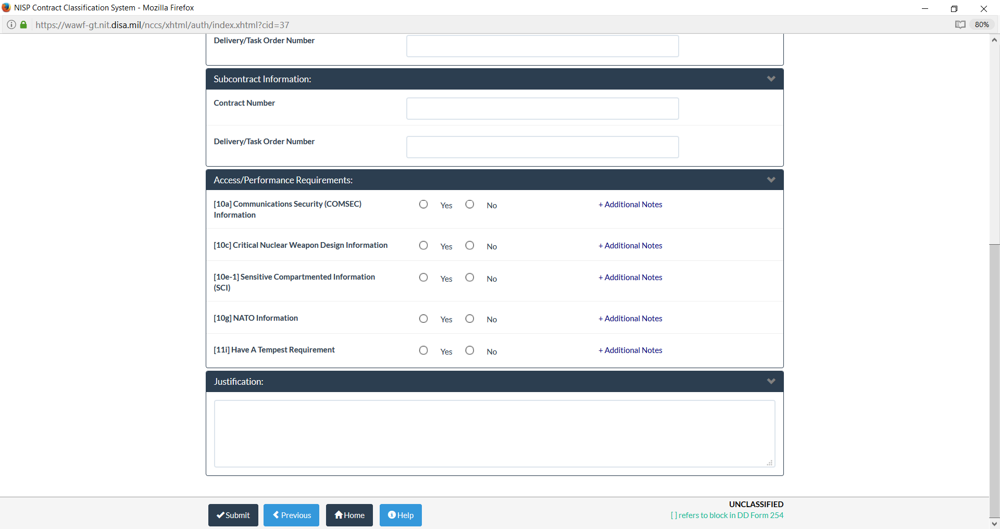 NISP Contract Classification System - Mozilla Firefox
https://wawf-gt.nit.disa.mil/nccs/xhtml/auth/index.xhtml?cid=37
80%
Delivery/Task Order Number
Subcontract Information:
Contract Number
Delivery/Task Order Number
Access/Performance Requirements:
[10a] Communications Security (COMSEC) Yes No + Additional Notes
Information
[10c] Critical Nuclear Weapon Design Information Yes No + Additional Notes
[10e-1] Sensitive Compartmented Information Yes No + Additional Notes
(SCI)
[10g] NATO Information Yes No + Additional Notes
[11i] Have A Tempest Requirement Yes No + Additional Notes
Justification:
UNCLASSIFIED
Submit Previous Home Help
[ ] refers to block in DD Form 254